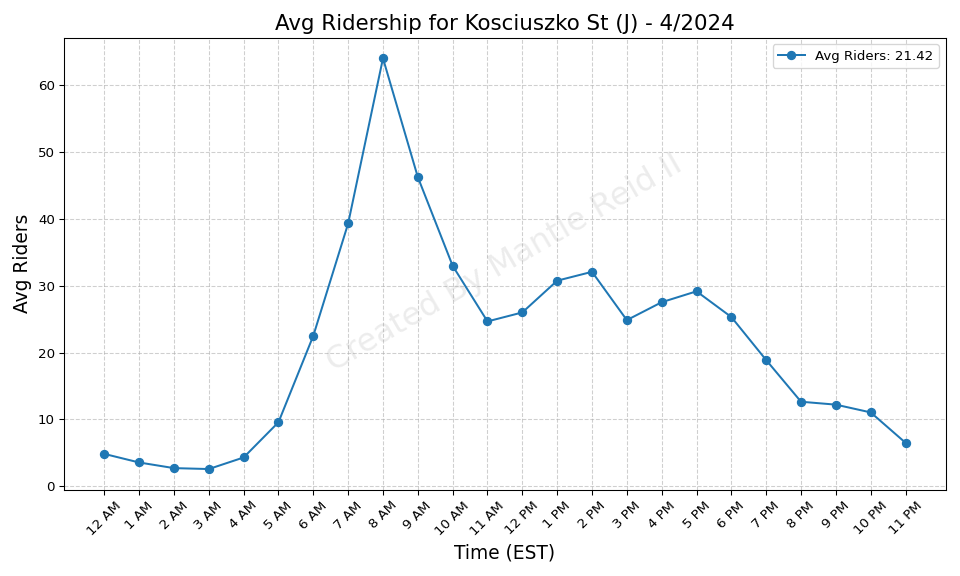 Avg Ridership for Kosciuszko St (J) - 4/2024
Avg Riders: 21.42
60
50
40
30
20
10
0
Avg Riders
Created By Mantle Reid II
12 AM
1 AM
2 AM
3 AM
4 AM
5 AM
6 AM
7 AM
8 AM
9 AM
10 AM
11 AM
12 PM
1 PM
2 PM
3 PM
4 PM
5 PM
6 PM
7 PM
8 PM
9 PM
10 PM
11 PM
Time (EST)